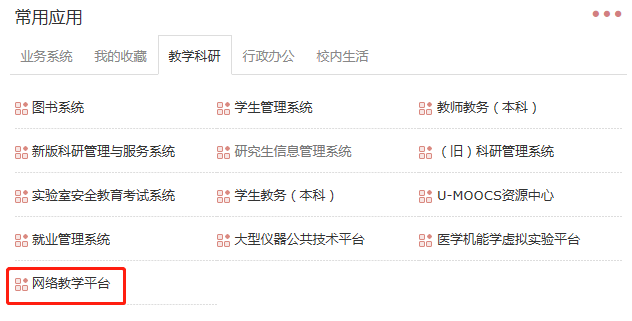 常用应用
业务系统 我的收藏 教学科研 行政办公 校内生活
图书系统 学生管理系统 教师教务（本科）
新版科研管理与服务系统 研究生信息管理系统 （旧）科研管理系统
实验室安全教育考试系统 学生教务（本科） U-MOOCS资源中心
就业管理系统 大型仪器公共技术平台 医学机能学虚拟实验平台
网络教学平台